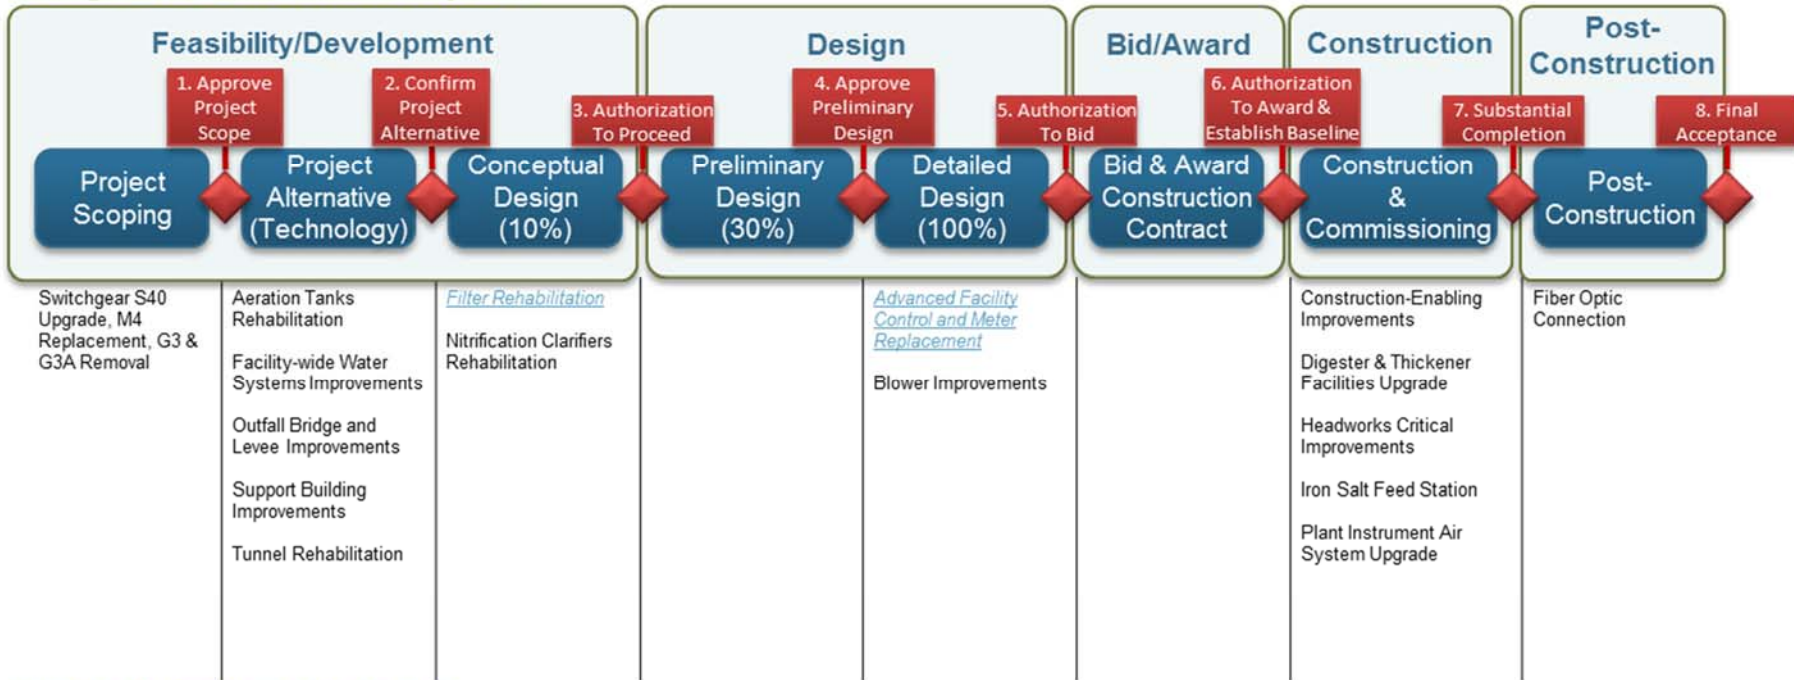 Feasibility/Development
Design
Bid/Award
Construction
Post-
Construction
1. Approve
Project
Scope
2. Confirm
Project
Alternative
3. Authorization
To Proceed
4. Approve
Preliminary
Design
5. Authorization
To Bid
6. Authorization
To Award &
Establish Baseline
7. Substantial
Completion
8. Final
Acceptance
Project
Scoping
Project
Alternative
(Technology)
Conceptual
Design
(10%)
Preliminary
Design
(30%)
Detailed
Design
(100%)
Bid & Award
Construction
Contract
Construction
&
Commissioning
Post-
Construction
Switchgear S40
Upgrade, M4
Replacement, G3 &
G3A Removal
Aeration Tanks
Rehabilitation
Facility-wide Water
Systems Improvements
Outfall Bridge and
Levee Improvements
Support Building
Improvements
Tunnel Rehabilitation
Filter Rehabilitation
Nitrification Clarifiers
Rehabilitation
Advanced Facility
Control and Meter
Replacement
Blower Improvements
Construction-Enabling
Improvements
Digester & Thickener
Facilities Upgrade
Headworks Critical
Improvements
Iron Salt Feed Station
Plant Instrument Air
System Upgrade
Fiber Optic
Connection